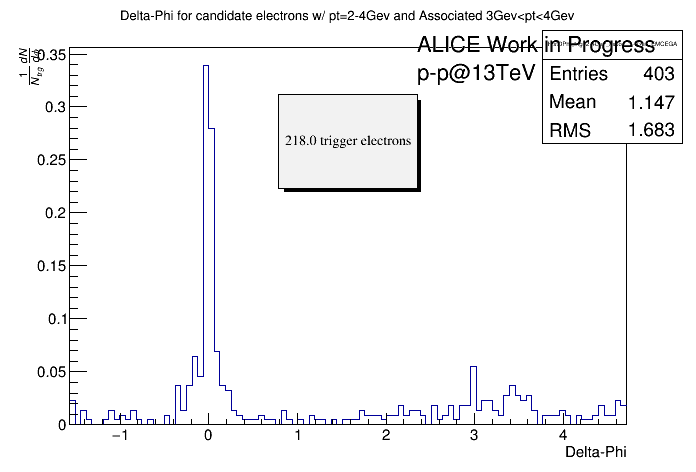 Delta-Phi for candidate electrons w/ pt=2-4Gev and Associated 3Gev<pt<4Gev
ALICE Work in Progress
p-p@13TeV
Entries 403
Mean 1.147
RMS 1.683
218.0 trigger electrons
0.35
0.3
0.25
0.2
0.15
0.1
0.05
0
−1 0 1 2 3 4
Delta-Phi